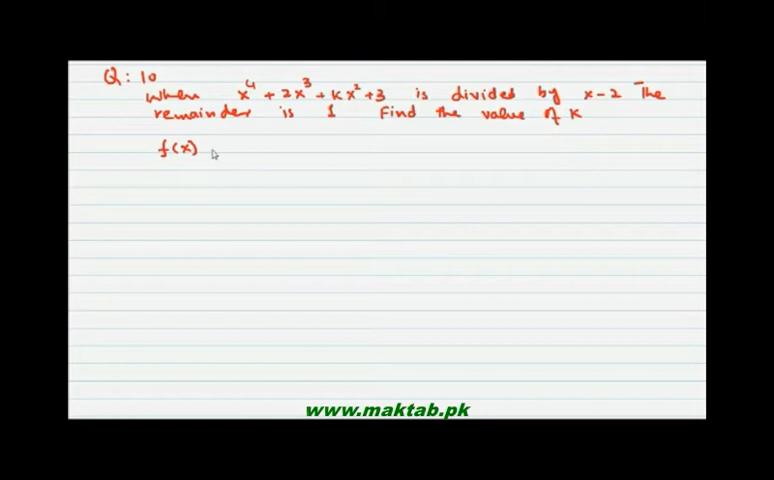 Q: 10
When x⁴ + 2x³ + kx² + 3 is divided by x - 2 The
remainder is 1 Find the value of k
f(x)
www.maktab.pk